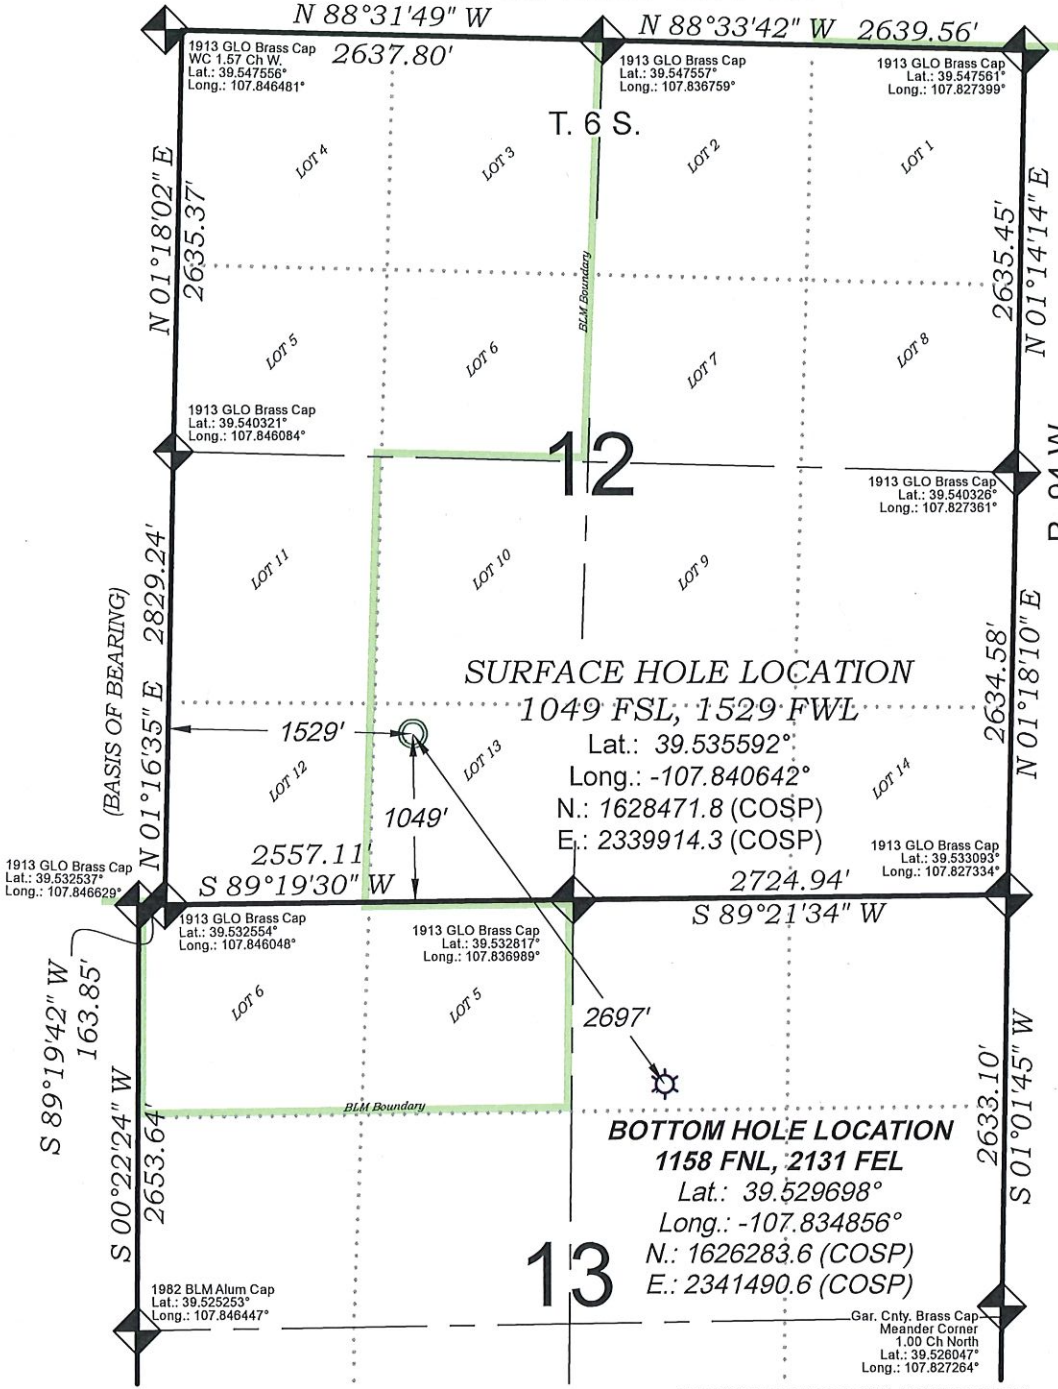 N 88°31'49" W
2637.80'
N 88°33'42" W 2639.56'
1913 GLO Brass Cap
WC 1.57 Ch W.
Lat.: 39.547556°
Long.: 107.846481°
1913 GLO Brass Cap
Lat.: 39.547557°
Long.: 107.836759°
1913 GLO Brass Cap
Lat.: 39.547561°
Long.: 107.827399°
T. 6 S.
LOT 4
LOT 3
LOT 2
LOT 1
N 01°18'02" E
2635.37'
2635.45'
N 01°14'14" E
BLM Boundary
LOT 5
LOT 6
LOT 7
LOT 8
1913 GLO Brass Cap
Lat.: 39.540321°
Long.: 107.846084°
12
1913 GLO Brass Cap
Lat.: 39.540326°
Long.: 107.827361°
LOT 11
LOT 10
LOT 9
(BASIS OF BEARING)
N 01°16'35" E 2829.24'
2634.58'
N 01°18'10" E
SURFACE HOLE LOCATION
1049 FSL, 1529 FWL
Lat.: 39.535592°
Long.: -107.840642°
N.: 1628471.8 (COSP)
E.: 2339914.3 (COSP)
1529'
LOT 12
LOT 13
LOT 14
1049'
2557.11'
S 89°19'30" W
2724.94'
S 89°21'34" W
1913 GLO Brass Cap
Lat.: 39.533093°
Long.: 107.827334°
1913 GLO Brass Cap
Lat.: 39.532537°
Long.: 107.846629°
1913 GLO Brass Cap
Lat.: 39.532554°
Long.: 107.846048°
1913 GLO Brass Cap
Lat.: 39.532817°
Long.: 107.836989°
S 89°19'42" W
163.85'
LOT 6
LOT 5
2697'
S 00°22'24" W
2653.64'
BLM Boundary
2633.10'
S 01°01'45" W
BOTTOM HOLE LOCATION
1158 FNL, 2131 FEL
Lat.: 39.529698°
Long.: -107.834856°
N.: 1626283.6 (COSP)
E.: 2341490.6 (COSP)
13
1982 BLM Alum Cap
Lat.: 39.525253°
Long.: 107.846447°
Gar. Cnty. Brass Cap
Meander Corner
1.00 Ch North
Lat.: 39.526047°
Long.: 107.827264°